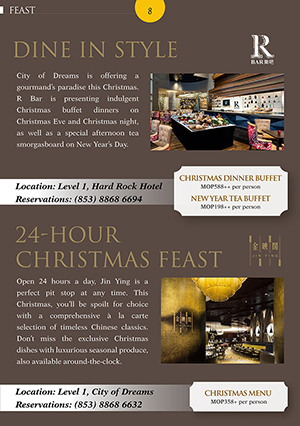 FEAST
8
DINE IN STYLE
R
BAR 酒吧
City of Dreams is offering a
gourmand's paradise this Christmas.
R Bar is presenting indulgent
Christmas buffet dinners on
Christmas Eve and Christmas night,
as well as a special afternoon tea
smorgasboard on New Year's Day.
CHRISTMAS DINNER BUFFET
MOP588++ per person
NEW YEAR TEA BUFFET
MOP198++ per person
Location: Level 1, Hard Rock Hotel
Reservations: (853) 8868 6694
24-HOUR
CHRISTMAS FEAST
金映閣
JIN YING
Open 24 hours a day, Jin Ying is a
perfect pit stop at any time. This
Christmas, you'll be spoilt for choice
with a comprehensive à la carte
selection of timeless Chinese classics.
Don't miss the exclusive Christmas
dishes with luxurious seasonal produce,
also available around-the-clock.
Location: Level 1, City of Dreams
Reservations: (853) 8868 6632
CHRISTMAS MENU
MOP358+ per person